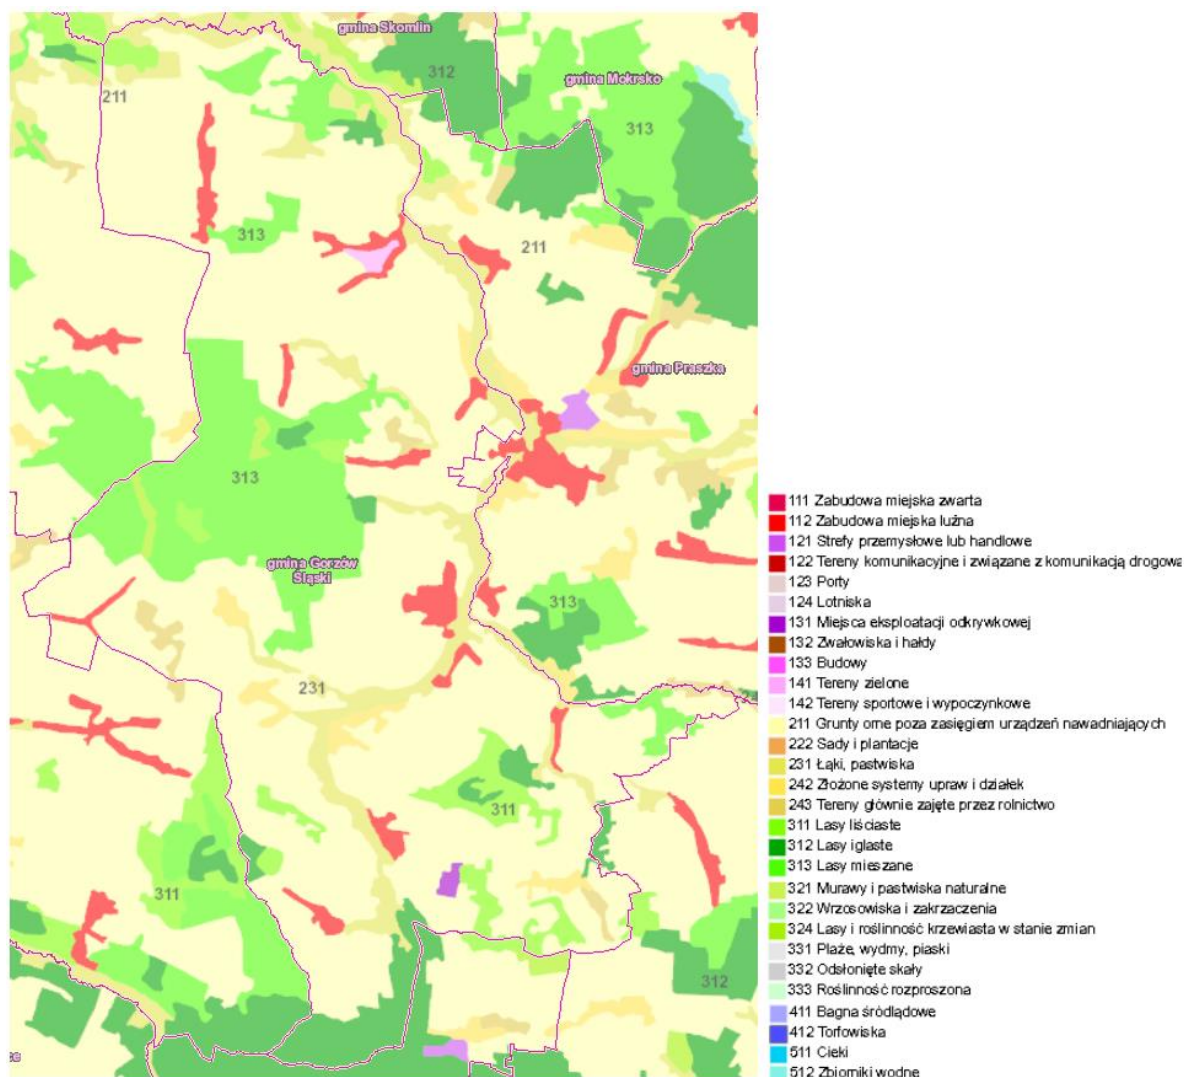 gmina Skomlin
312
gmina Mokrsko
211
313
313
211
gmina Praszka
313
gmina Gorzów
Śląski
313
231
311
311
312
111 Zabudowa miejska zwarta
112 Zabudowa miejska luźna
121 Strefy przemysłowe lub handlowe
122 Tereny komunikacyjne i związane z komunikacją drogową
123 Porty
124 Lotniska
131 Miejsca eksploatacji odkrywkowej
132 Zwałowiska i hałdy
133 Budowy
141 Tereny zielone
142 Tereny sportowe i wypoczynkowe
211 Grunty orne poza zasięgiem urządzeń nawadniających
222 Sady i plantacje
231 Łąki, pastwiska
242 Złożone systemy upraw i działek
243 Tereny głównie zajęte przez rolnictwo
311 Lasy liściaste
312 Lasy iglaste
313 Lasy mieszane
321 Murawy i pastwiska naturalne
322 Wrzosowiska i zakrzaczenia
324 Lasy i roślinność krzewiasta w stanie zmian
331 Plaże, wydmy, piaski
332 Odsłonięte skały
333 Roślinność rozproszona
411 Bagna śródlądowe
412 Torfowiska
511 Cieki
512 Zbiorniki wodne